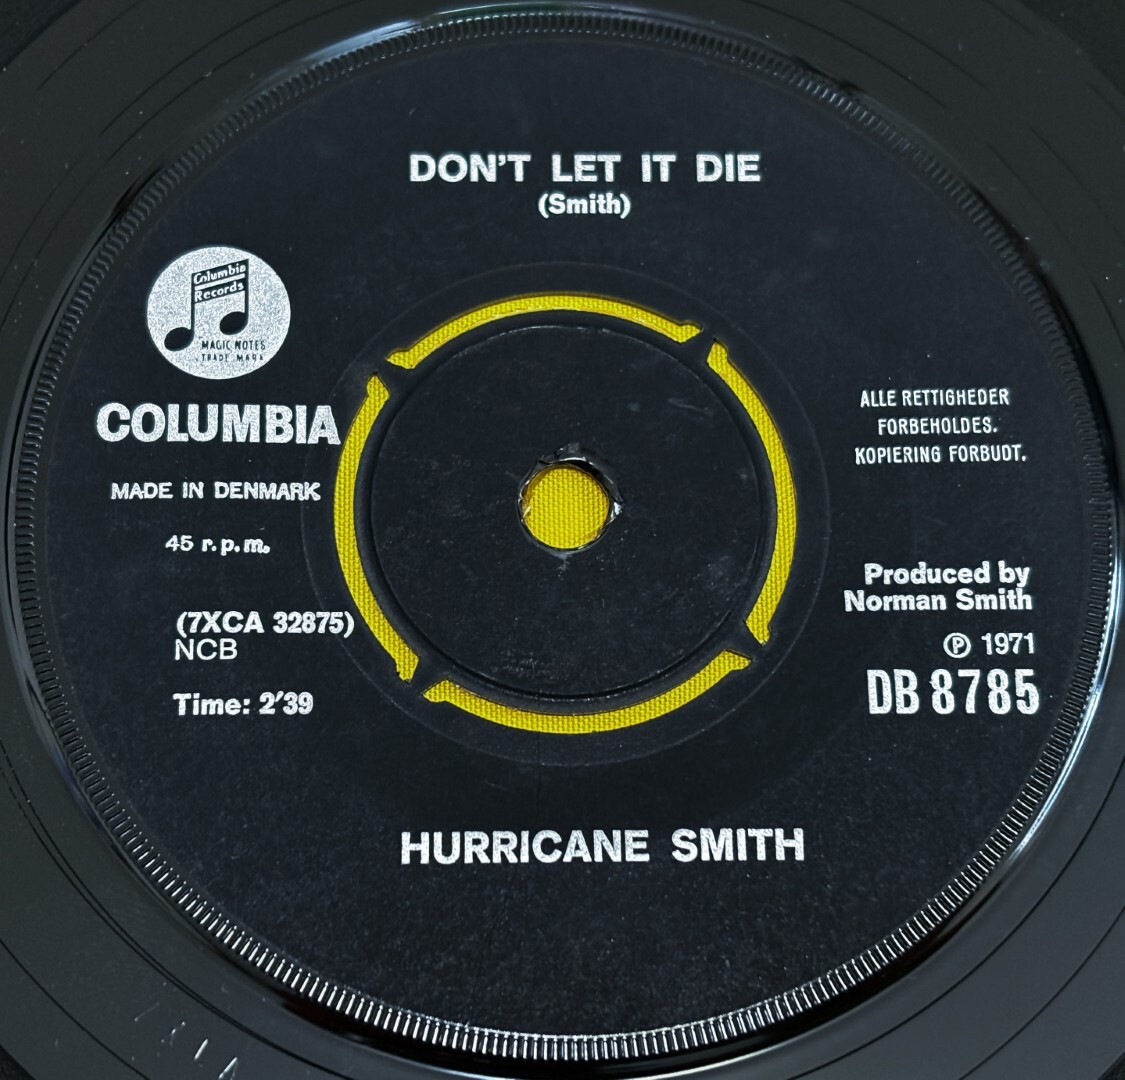 DON'T LET IT DIE
(Smith)
Columbia
Records
MAGIC NOTES
TRADE MARK
COLUMBIA
MADE IN DENMARK
45 r.p.m.
(7XCA 32875)
NCB
Time: 2'39
ALLE RETTIGHEDER
FORBEHOLDES.
KOPIERING FORBUDT.
Produced by
Norman Smith
℗ 1971
DB 8785
HURRICANE SMITH